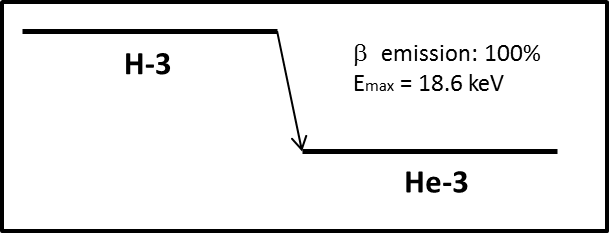 H-3
β emission: 100%
Emax = 18.6 keV
He-3